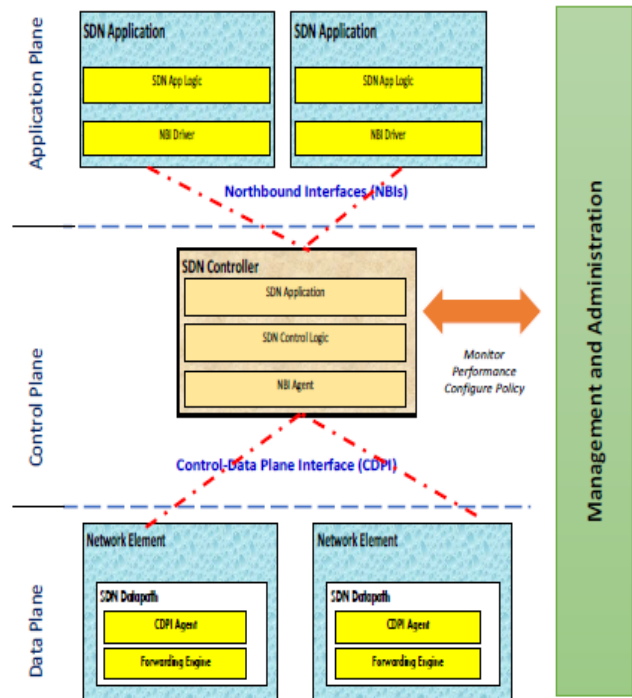 Application Plane
SDN Application
SDN App Logic
NBI Driver
SDN Application
SDN App Logic
NBI Driver
Northbound Interfaces (NBIs)
Control Plane
SDN Controller
SDN Application
SDN Control Logic
NBI Agent
Monitor
Performance
Configure Policy
Management and Administration
Control-Data Plane Interface (CDPI)
Data Plane
Network Element
SDN Datapath
CDPI Agent
Forwarding Engine
Network Element
SDN Datapath
CDPI Agent
Forwarding Engine